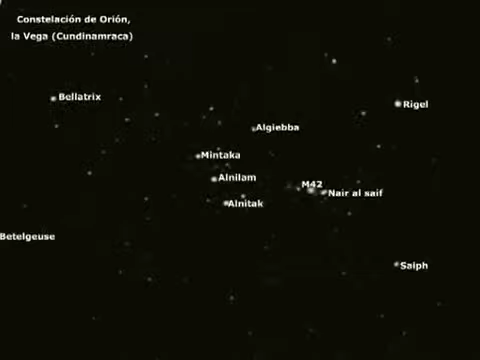 Constelación de Orión,
la Vega (Cundinamraca)
Bellatrix
Rigel
Algiebba
Mintaka
Alnilam
M42
Nair al saif
Alnitak
Betelgeuse
Saiph